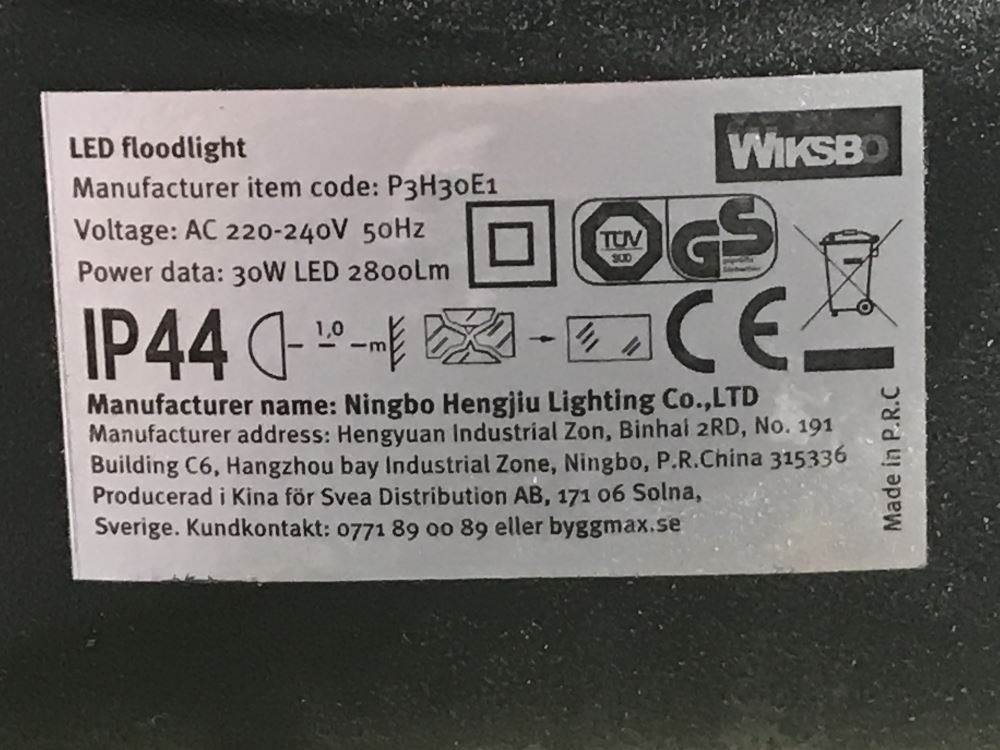 LED floodlight
WIKSBO
Manufacturer item code: P3H30E1
Voltage: AC 220-240V 50Hz
Power data: 30W LED 2800Lm
TÜV
SÜD
GS
IP44
1,0
m
CE
Manufacturer name: Ningbo Hengjiu Lighting Co.,LTD
Manufacturer address: Hengyuan Industrial Zon, Binhai 2RD, No. 191
Building C6, Hangzhou bay Industrial Zone, Ningbo, P.R.China 315336
Producerad i Kina för Svea Distribution AB, 171 06 Solna,
Sverige. Kundkontakt: 0771 89 00 89 eller byggmax.se
Made in P.R.C